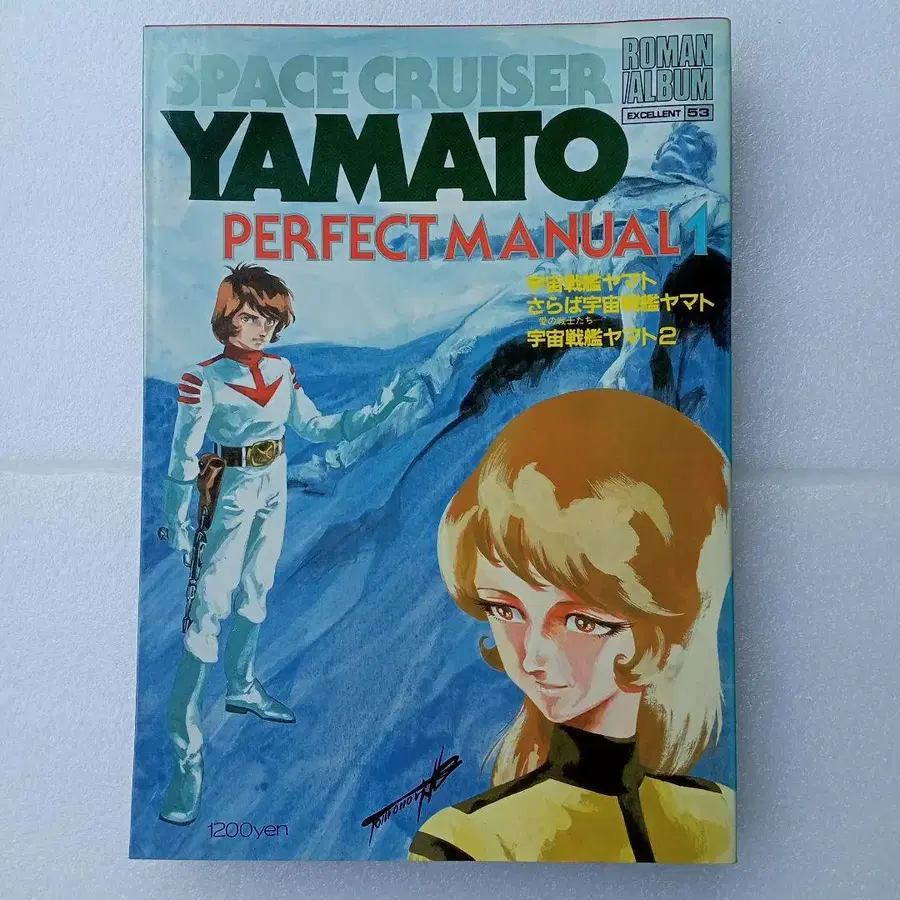 SPACE CRUISER
YAMATO
PERFECT MANUAL 1
ROMAN
/ALBUM
EXCELLENT 53
宇宙戦艦ヤマト
さらば宇宙戦艦ヤマト
愛の戦士たち
宇宙戦艦ヤマト2
1200yen